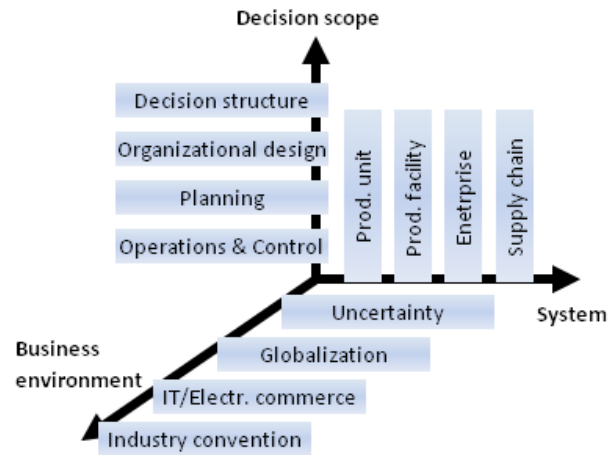 Decision scope
Decision structure
Organizational design
Planning
Operations & Control
Prod. unit
Prod. facility
Enetrprise
Supply chain
Uncertainty
System
Globalization
Business
environment
IT/Electr. commerce
Industry convention